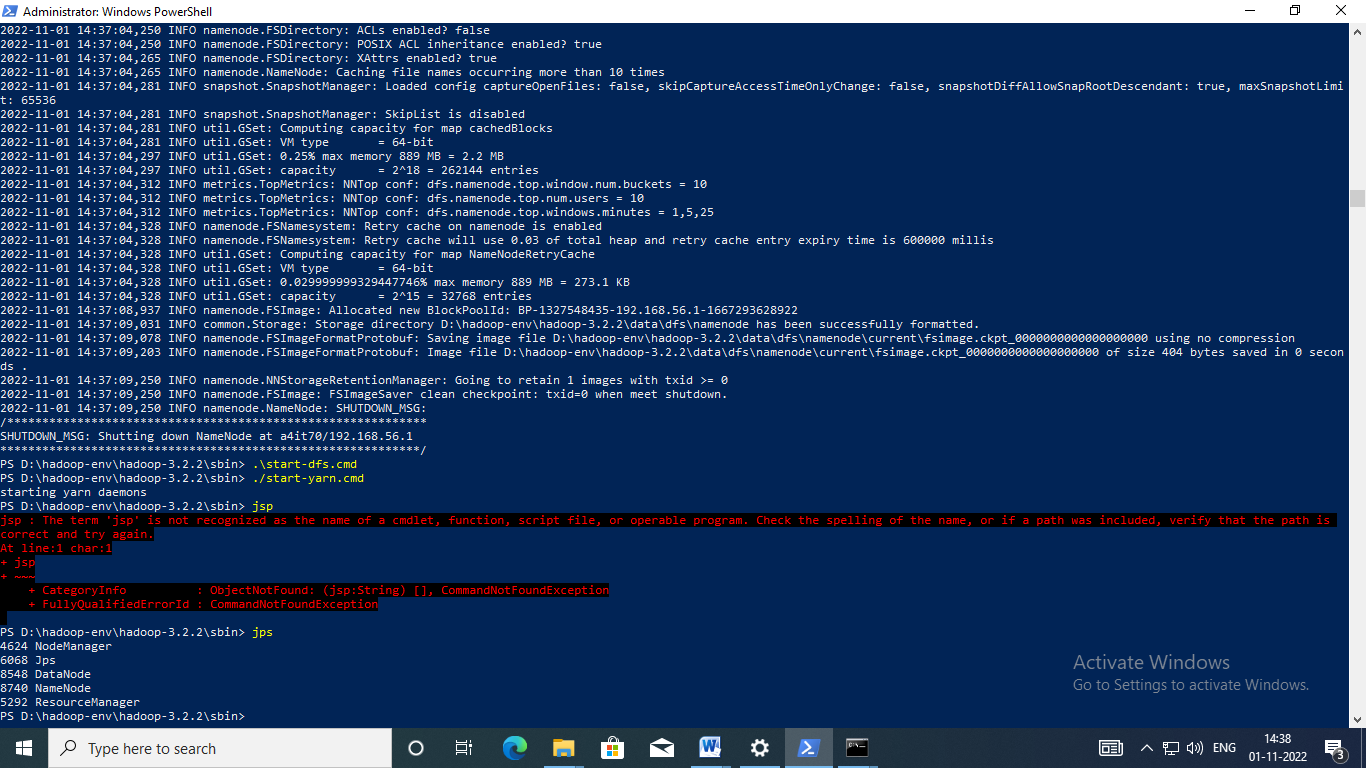 Administrator: Windows PowerShell
2022-11-01 14:37:04,250 INFO namenode.FSDirectory: ACLs enabled? false
2022-11-01 14:37:04,250 INFO namenode.FSDirectory: POSIX ACL inheritance enabled? true
2022-11-01 14:37:04,265 INFO namenode.FSDirectory: XAttrs enabled? true
2022-11-01 14:37:04,265 INFO namenode.NameNode: Caching file names occurring more than 10 times
2022-11-01 14:37:04,281 INFO snapshot.SnapshotManager: Loaded config captureOpenFiles: false, skipCaptureAccessTimeOnlyChange: false, snapshotDiffAllowSnapRootDescendant: true, maxSnapshotLimi
t: 65536
2022-11-01 14:37:04,281 INFO snapshot.SnapshotManager: SkipList is disabled
2022-11-01 14:37:04,281 INFO util.GSet: Computing capacity for map cachedBlocks
2022-11-01 14:37:04,281 INFO util.GSet: VM type       = 64-bit
2022-11-01 14:37:04,297 INFO util.GSet: 0.25% max memory 889 MB = 2.2 MB
2022-11-01 14:37:04,297 INFO util.GSet: capacity      = 2^18 = 262144 entries
2022-11-01 14:37:04,312 INFO metrics.TopMetrics: NNTop conf: dfs.namenode.top.window.num.buckets = 10
2022-11-01 14:37:04,312 INFO metrics.TopMetrics: NNTop conf: dfs.namenode.top.num.users = 10
2022-11-01 14:37:04,312 INFO metrics.TopMetrics: NNTop conf: dfs.namenode.top.windows.minutes = 1,5,25
2022-11-01 14:37:04,328 INFO namenode.FSNamesystem: Retry cache on namenode is enabled
2022-11-01 14:37:04,328 INFO namenode.FSNamesystem: Retry cache will use 0.03 of total heap and retry cache entry expiry time is 600000 millis
2022-11-01 14:37:04,328 INFO util.GSet: Computing capacity for map NameNodeRetryCache
2022-11-01 14:37:04,328 INFO util.GSet: VM type       = 64-bit
2022-11-01 14:37:04,328 INFO util.GSet: 0.029999999329447746% max memory 889 MB = 273.1 KB
2022-11-01 14:37:04,328 INFO util.GSet: capacity      = 2^15 = 32768 entries
2022-11-01 14:37:08,937 INFO namenode.FSImage: Allocated new BlockPoolId: BP-1327548435-192.168.56.1-1667293628922
2022-11-01 14:37:09,031 INFO common.Storage: Storage directory D:\hadoop-env\hadoop-3.2.2\data\dfs\namenode has been successfully formatted.
2022-11-01 14:37:09,078 INFO namenode.FSImageFormatProtobuf: Saving image file D:\hadoop-env\hadoop-3.2.2\data\dfs\namenode\current\fsimage.ckpt_0000000000000000000 using no compression
2022-11-01 14:37:09,203 INFO namenode.FSImageFormatProtobuf: Image file D:\hadoop-env\hadoop-3.2.2\data\dfs\namenode\current\fsimage.ckpt_0000000000000000000 of size 404 bytes saved in 0 secon
ds .
2022-11-01 14:37:09,250 INFO namenode.NNStorageRetentionManager: Going to retain 1 images with txid >= 0
2022-11-01 14:37:09,250 INFO namenode.FSImage: FSImageSaver clean checkpoint: txid=0 when meet shutdown.
2022-11-01 14:37:09,250 INFO namenode.NameNode: SHUTDOWN_MSG:
/************************************************************
SHUTDOWN_MSG: Shutting down NameNode at a4it70/192.168.56.1
************************************************************/
PS D:\hadoop-env\hadoop-3.2.2\sbin> .\start-dfs.cmd
PS D:\hadoop-env\hadoop-3.2.2\sbin> ./start-yarn.cmd
starting yarn daemons
PS D:\hadoop-env\hadoop-3.2.2\sbin> jsp
jsp : The term 'jsp' is not recognized as the name of a cmdlet, function, script file, or operable program. Check the spelling of the name, or if a path was included, verify that the path is
correct and try again.
At line:1 char:1
+ jsp
+ ~~~
    + CategoryInfo          : ObjectNotFound: (jsp:String) [], CommandNotFoundException
    + FullyQualifiedErrorId : CommandNotFoundException
PS D:\hadoop-env\hadoop-3.2.2\sbin> jps
4624 NodeManager
6068 Jps
8548 DataNode
8740 NameNode
5292 ResourceManager
PS D:\hadoop-env\hadoop-3.2.2\sbin>
Activate Windows
Go to Settings to activate Windows.
Type here to search
ENG
14:38
01-11-2022
3